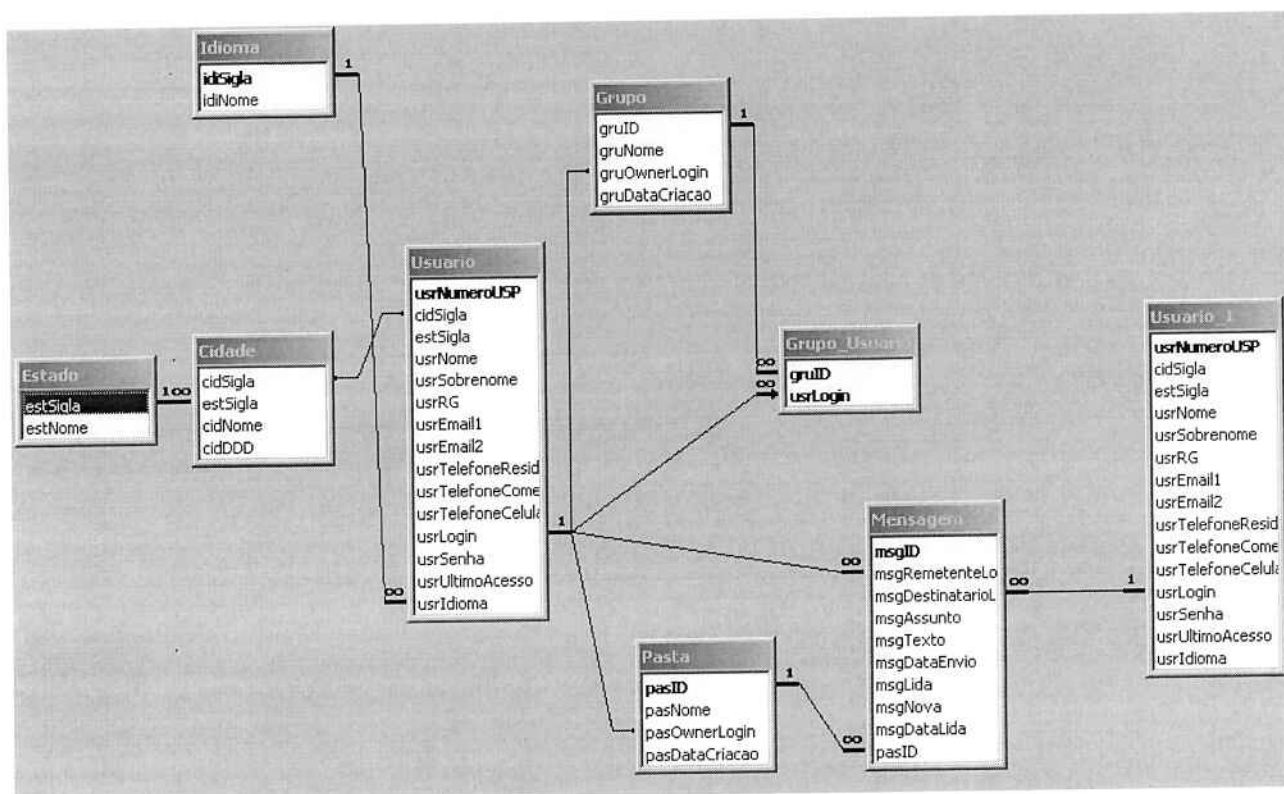 Idioma
idiSigla
idiNome
1
Grupo
gruID
gruNome
gruOwnerLogin
gruDataCriacao
1
Usuario
usrNumeroUSP
cidSigla
estSigla
usrNome
usrSobrenome
usrRG
usrEmail1
usrEmail2
usrTelefoneResid
usrTelefoneCome
usrTelefoneCelula
usrLogin
usrSenha
usrUltimoAcesso
usrIdioma
1
∞
Estado
estSigla
estNome
1∞
Cidade
cidSigla
estSigla
cidNome
cidDDD
Grupo_Usuari
gruID
usrLogin
∞
∞
Usuario_1
usrNumeroUSP
cidSigla
estSigla
usrNome
usrSobrenome
usrRG
usrEmail1
usrEmail2
usrTelefoneResid
usrTelefoneCome
usrTelefoneCelula
usrLogin
usrSenha
usrUltimoAcesso
usrIdioma
1
Mensagem
msgID
msgRemetenteLo
msgDestinatarioL
msgAssunto
msgTexto
msgDataEnvio
msgLida
msgNova
msgDataLida
pasID
∞
∞
∞
Pasta
pasID
pasNome
pasOwnerLogin
pasDataCriacao
1